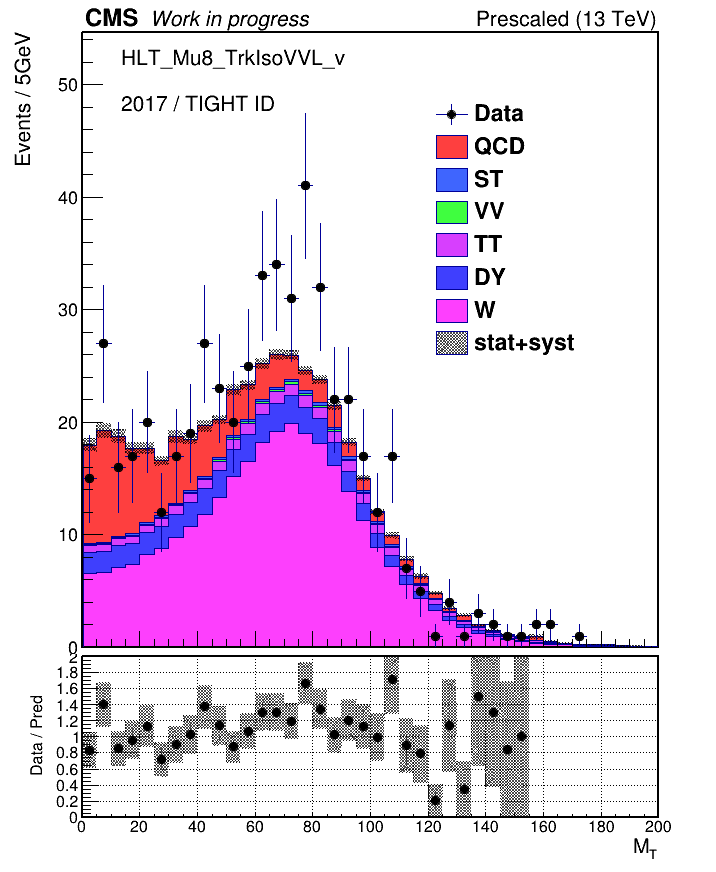 CMS Work in progress Prescaled (13 TeV)
Events / 5GeV
HLT_Mu8_TrkIsoVVL_v
2017 / TIGHT ID
Data
QCD
ST
VV
TT
DY
W
stat+syst
50
40
30
20
10
0
Data / Pred
2
1.8
1.6
1.4
1.2
1
0.8
0.6
0.4
0.2
0
0 20 40 60 80 100 120 140 160 180 200
M_T